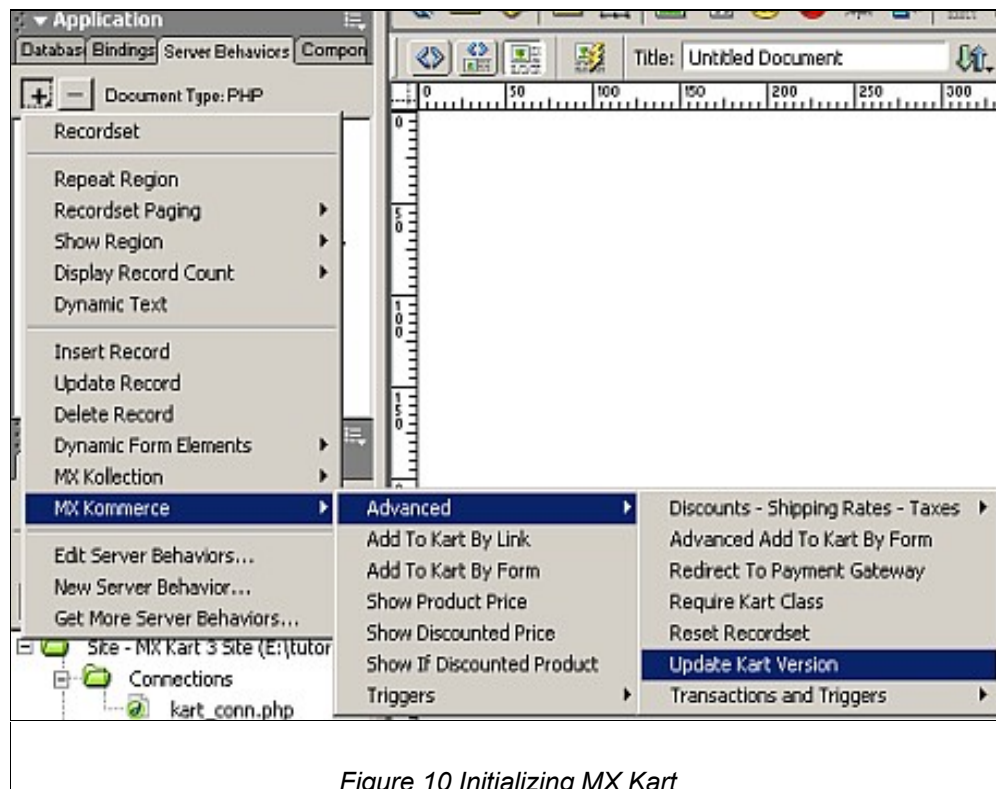 Application
Databas Bindings Server Behaviors Compon
Document Type: PHP
Title: Untitled Document
0 50 100 150 200 250 300
0
50
100
150
Recordset
Repeat Region
Recordset Paging
Show Region
Display Record Count
Dynamic Text
Insert Record
Update Record
Delete Record
Dynamic Form Elements
MX Kollection
MX Kommerce
Edit Server Behaviors...
New Server Behavior...
Get More Server Behaviors...
Advanced
Add To Kart By Link
Add To Kart By Form
Show Product Price
Show Discounted Price
Show If Discounted Product
Triggers
Discounts - Shipping Rates - Taxes
Advanced Add To Kart By Form
Redirect To Payment Gateway
Require Kart Class
Reset Recordset
Update Kart Version
Transactions and Triggers
Site - MX Kart 3 Site (E:\tutor
Connections
kart_conn.php
Figure 10 Initializing MX Kart